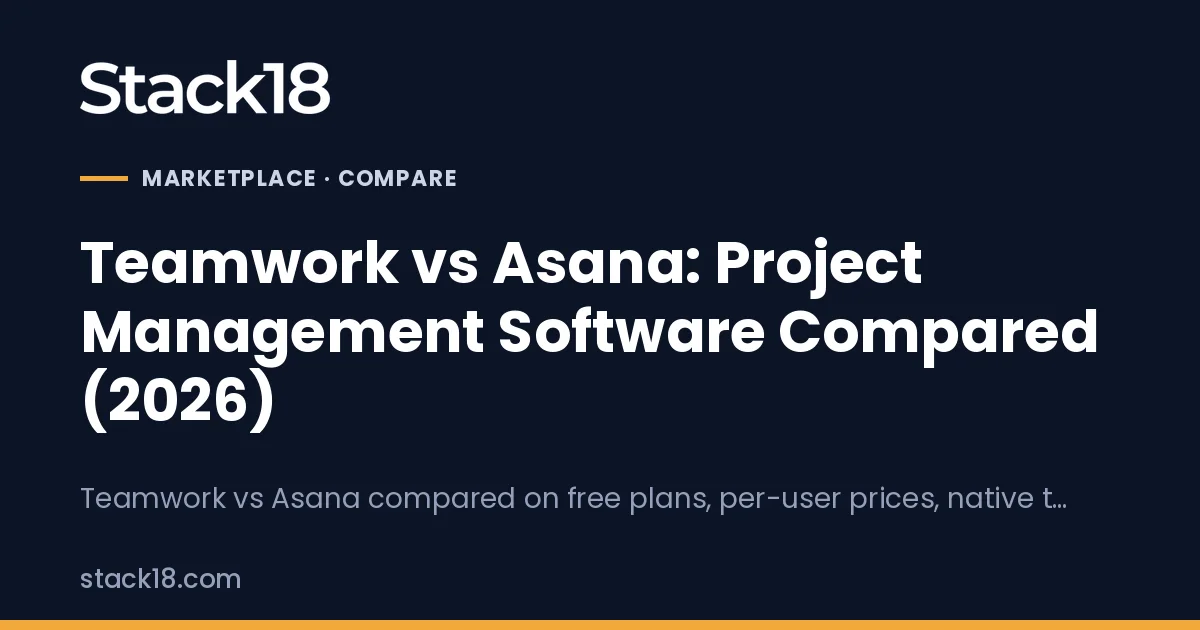 Stack18
MARKETPLACE · COMPARE
Teamwork vs Asana: Project
Management Software Compared
(2026)
Teamwork vs Asana compared on free plans, per-user prices, native t...
stack18.com